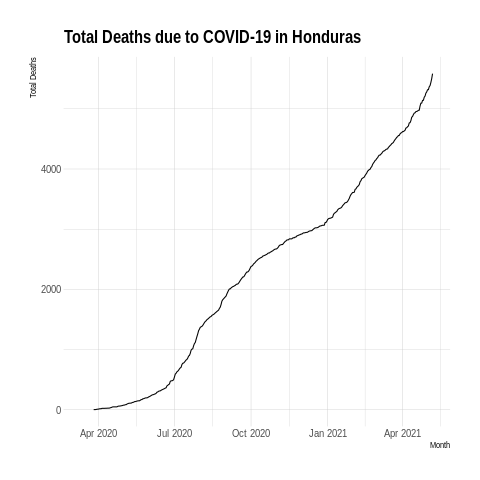 Total Deaths due to COVID-19 in Honduras
Total Deaths
4000
2000
0
Apr 2020 Jul 2020 Oct 2020 Jan 2021 Apr 2021
Month